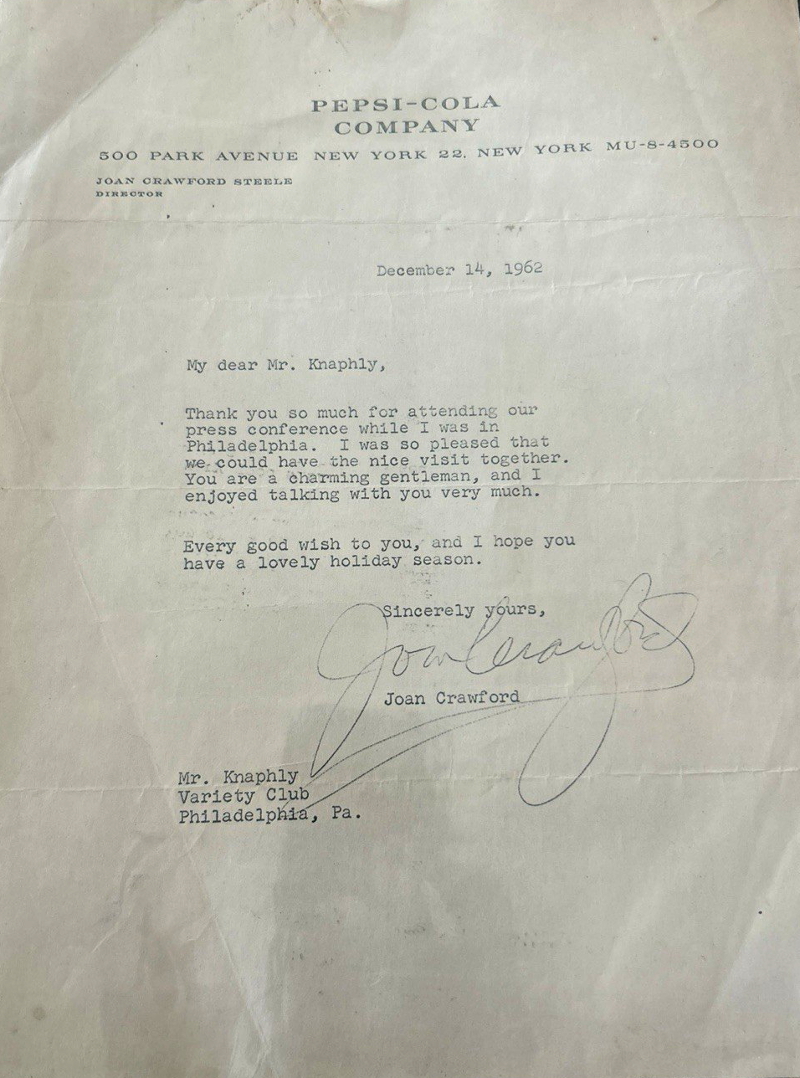 PEPSI-COLA
COMPANY
500 PARK AVENUE NEW YORK 22, NEW YORK MU-8-4500
JOAN CRAWFORD STEELE
DIRECTOR
December 14, 1962
My dear Mr. Knaphly,
Thank you so much for attending our
press conference while I was in
Philadelphia. I was so pleased that
we could have the nice visit together.
You are a charming gentleman, and I
enjoyed talking with you very much.
Every good wish to you, and I hope you
have a lovely holiday season.
Sincerely yours,
Joan Crawford
Joan Crawford
Mr. Knaphly
Variety Club
Philadelphia, Pa.